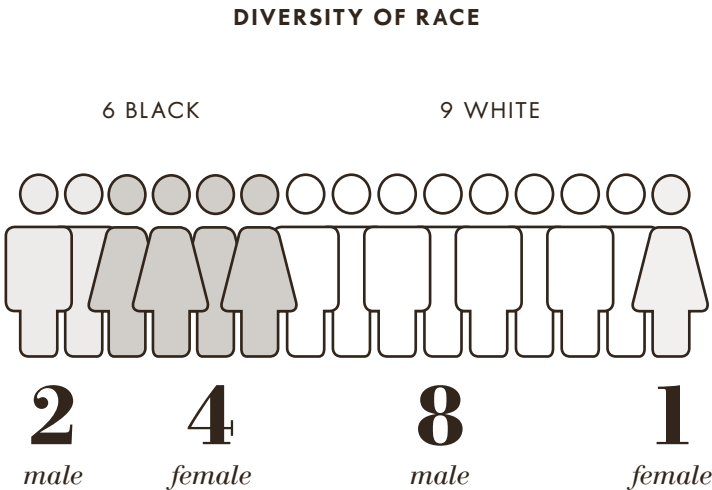 DIVERSITY OF RACE
6 BLACK
9 WHITE
2
male
4
female
8
male
1
female